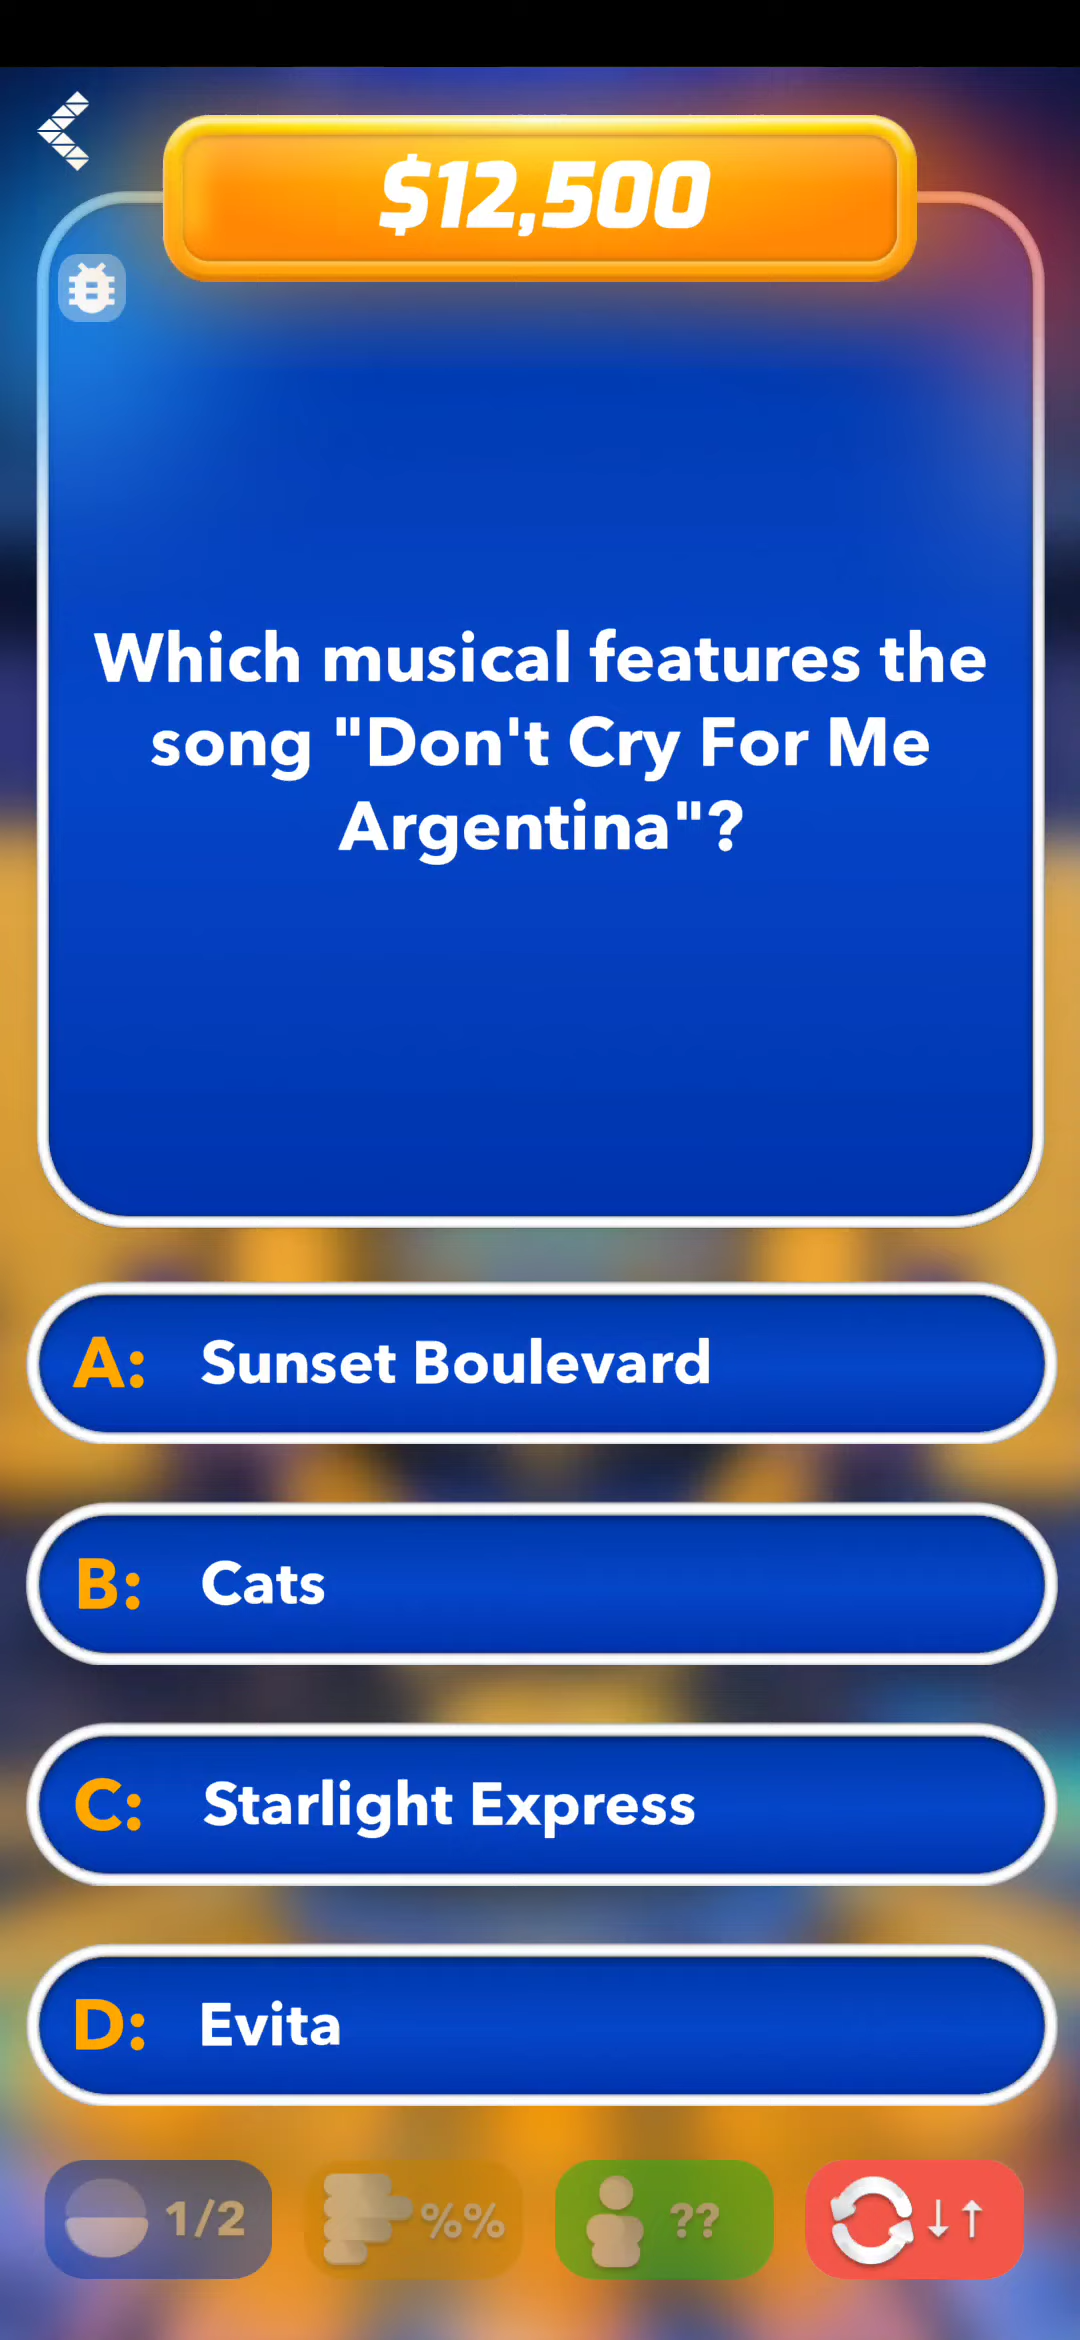 $12,500
Which musical features the
song "Don't Cry For Me
Argentina"?
A: Sunset Boulevard
B: Cats
C: Starlight Express
D: Evita
1/2 %% ?? ↓↑